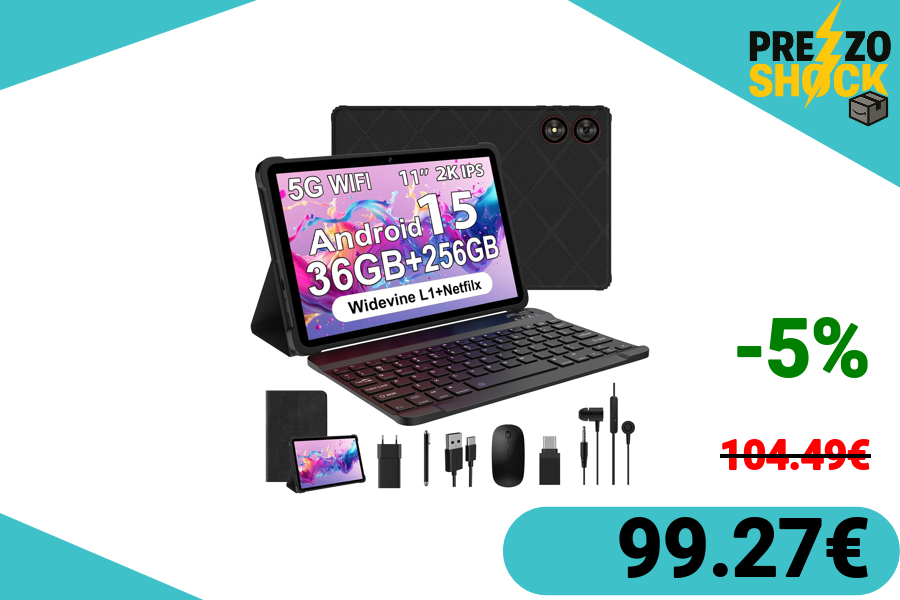 PREZZO
SHOCK
5G WIFI 11” 2K IPS
Android 15
36GB+256GB
Widevine L1+Netfilx
-5%
104.49€
99.27€